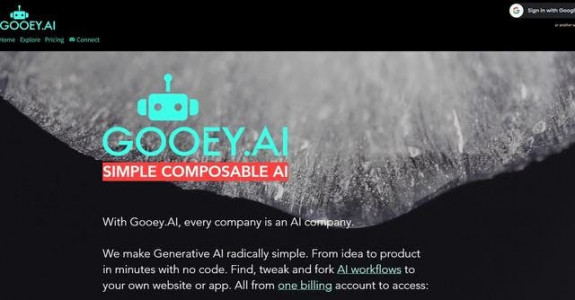 GOOEY.AI
Sign in with Googl
Home Explore Pricing Connect
GOOEY.AI
SIMPLE COMPOSABLE AI
With Gooey.AI, every company is an AI company.
We make Generative AI radically simple. From idea to product
in minutes with no code. Find, tweak and fork AI workflows to
your own website or app. All from one billing account to access: